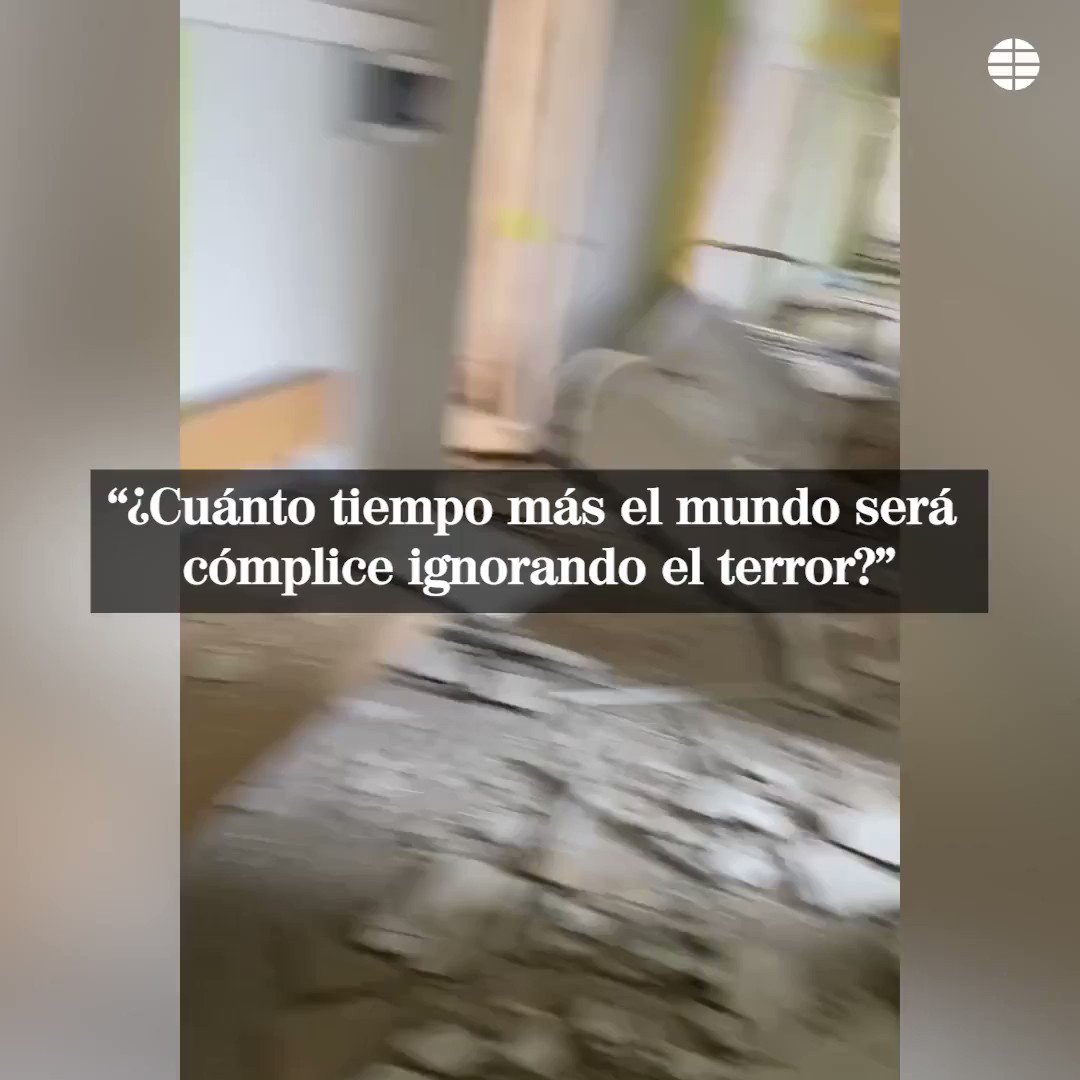 “¿Cuánto tiempo más el mundo será
cómplice ignorando el terror?”